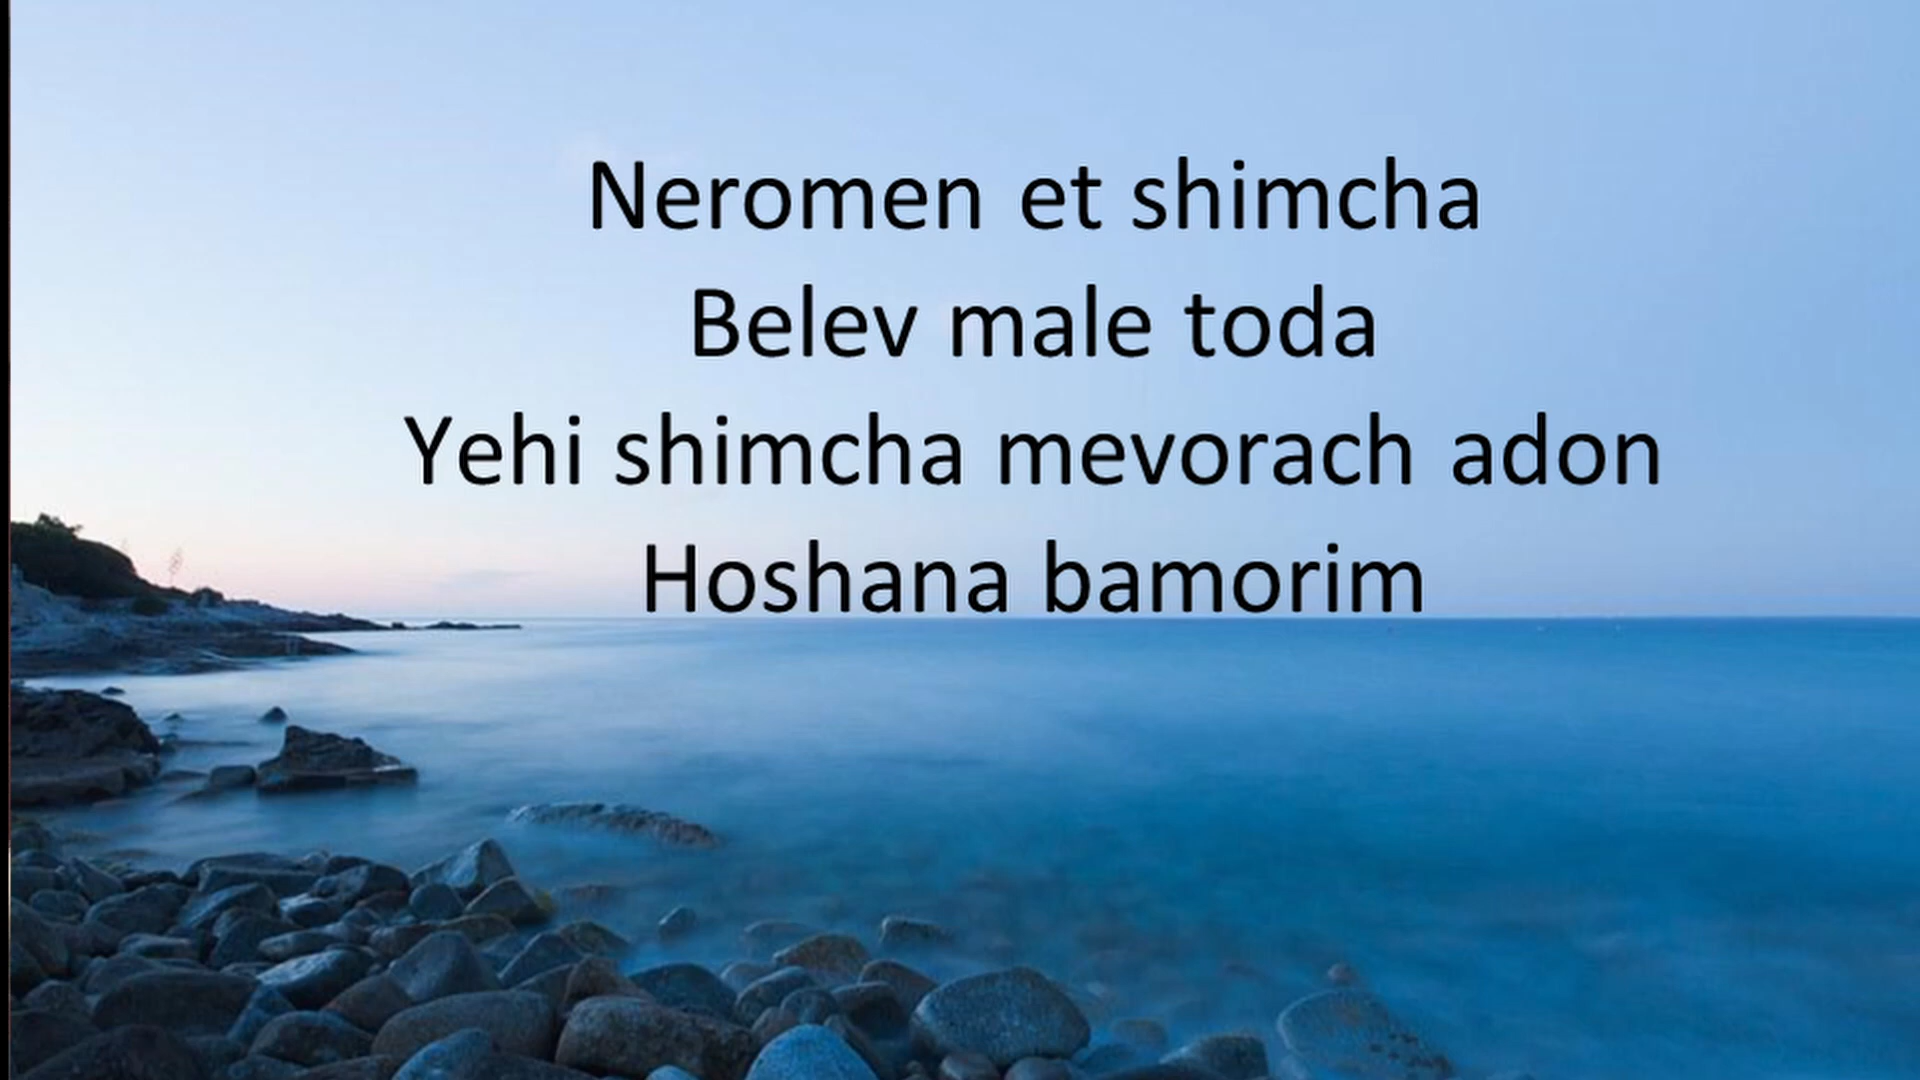 Neromen et shimcha
Belev male toda
Yehi shimcha mevorach adon
Hoshana bamorim